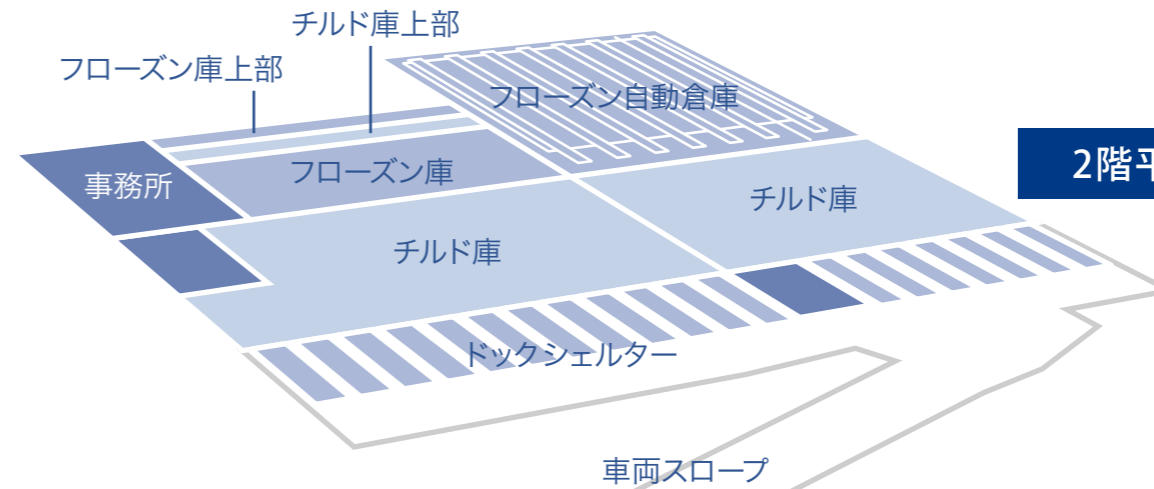 チルド庫上部
フローズン庫上部
フローズン自動倉庫
2階平
事務所
フローズン庫
チルド庫
チルド庫
ドックシェルター
車両スロープ